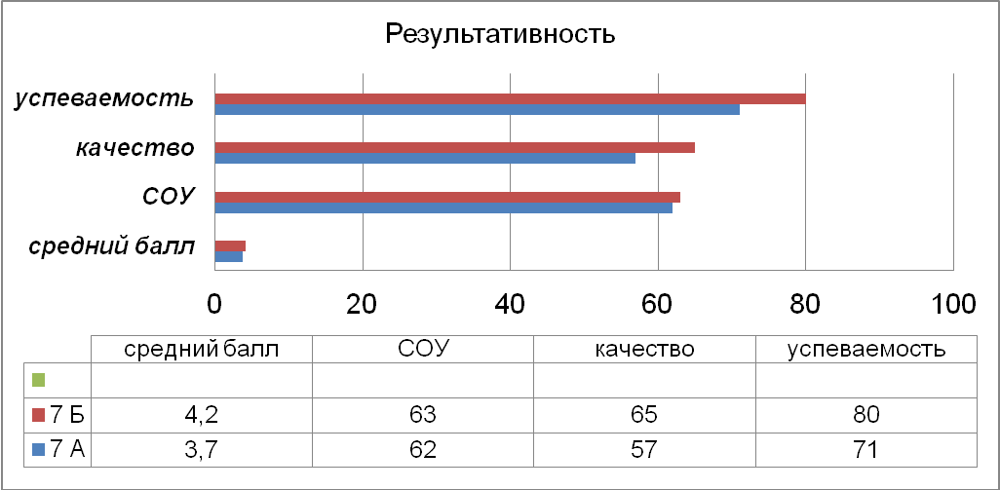 Результативность
успеваемость
качество
СОУ
средний балл
0 20 40 60 80 100
средний балл СОУ качество успеваемость
7 Б 4,2 63 65 80
7 А 3,7 62 57 71